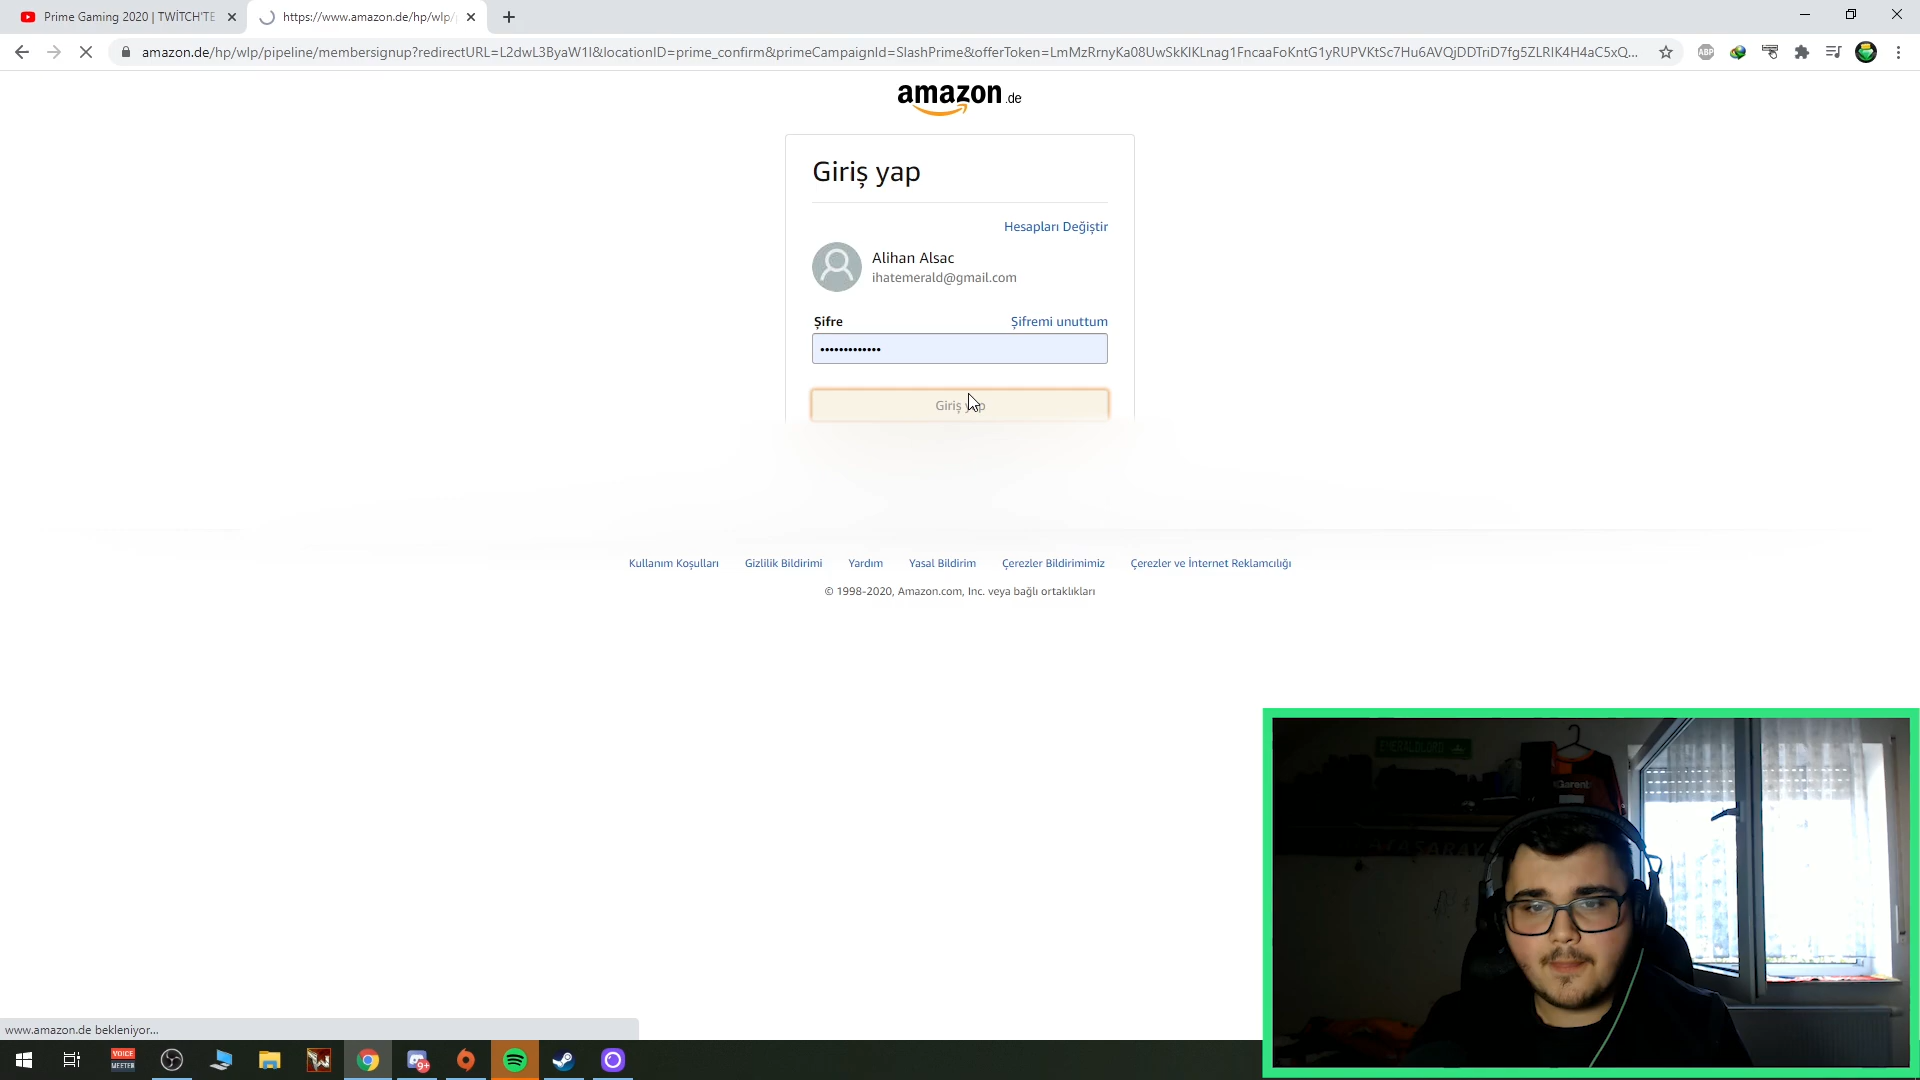 Prime Gaming 2020 | TWİTCH'TE
https://www.amazon.de/hp/wlp/
amazon.de/hp/wlp/pipeline/membersignup?redirectURL=L2dwL3ByaW1l&locationID=prime_confirm&primeCampaignId=SlashPrime&offerToken=LmMzRrnyKa08UwSkKlKLnag1FncaaFoKntG1yRUPVKtSc7Hu6AVQjDDTriD7fg5ZLRIK4H4aC5xQ...
ABP
amazon.de
Giriş yap
Hesapları Değiştir
Alihan Alsac
ihatemerald@gmail.com
Şifre
Şifremi unuttum
Giriş yap
Kullanım Koşulları
Gizlilik Bildirimi
Yardım
Yasal Bildirim
Çerezler Bildirimimiz
Çerezler ve İnternet Reklamcılığı
© 1998-2020, Amazon.com, Inc. veya bağlı ortaklıkları
www.amazon.de bekleniyor...
VOICE
MEETER
9+